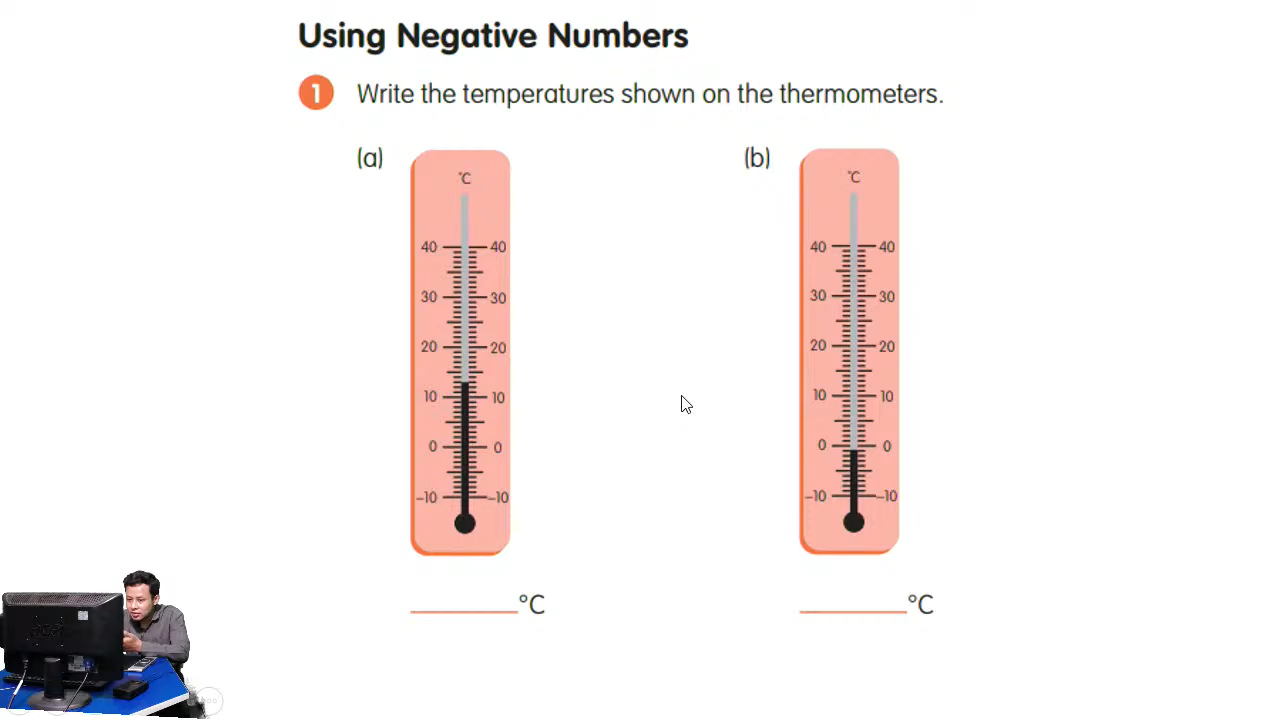 Using Negative Numbers
1 Write the temperatures shown on the thermometers.
(a)
°C
40 40
30 30
20 20
10 10
0 0
–10 –10
°C
(b)
°C
40 40
30 30
20 20
10 10
0 0
–10 –10
°C